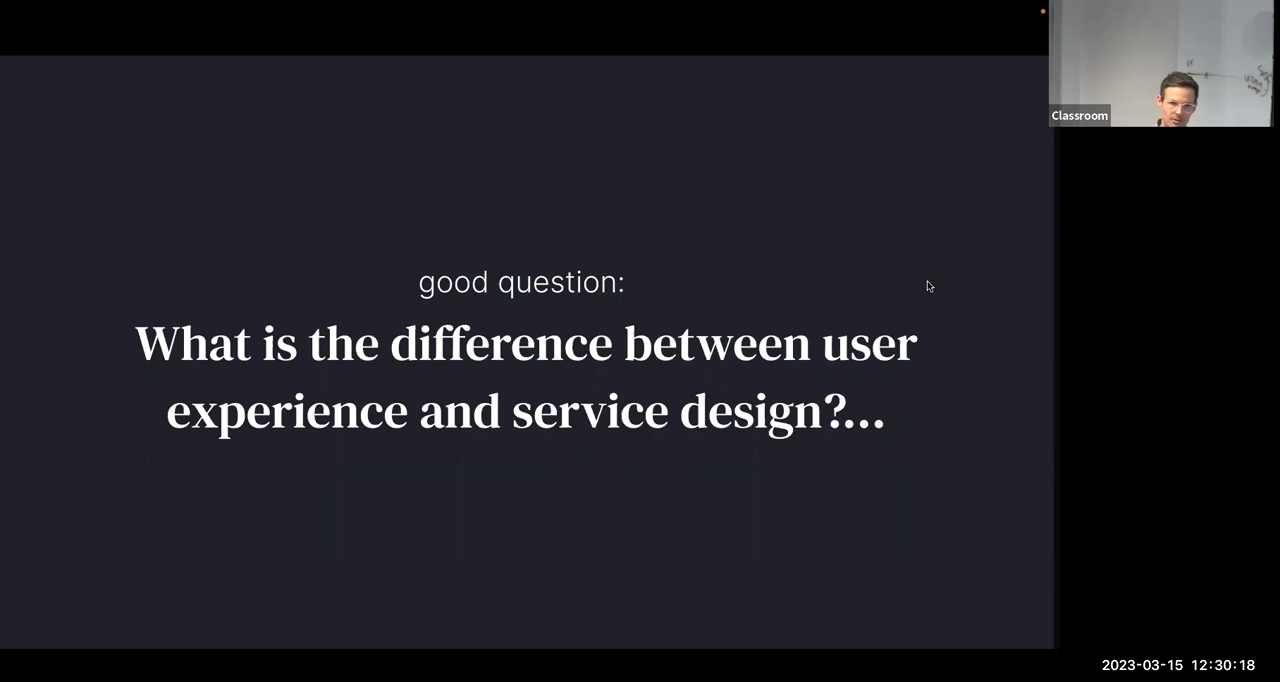 Classroom
good question:
What is the difference between user
experience and service design?...
2023-03-15 12:30:18